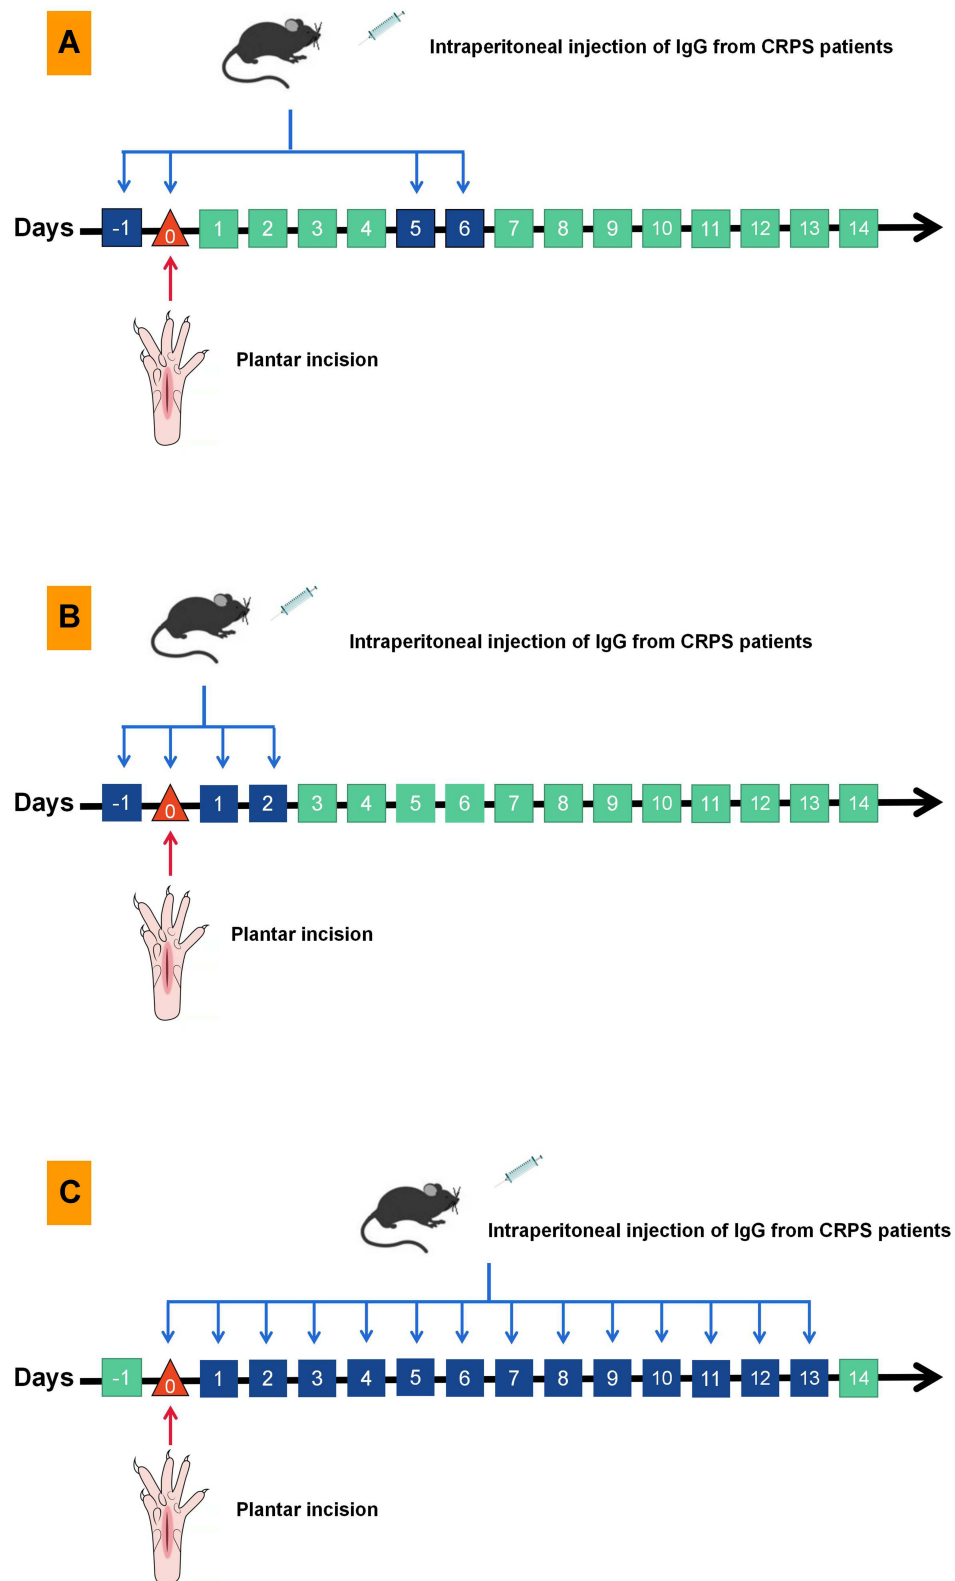 A
Intraperitoneal injection of IgG from CRPS patients
Days -1 0 1 2 3 4 5 6 7 8 9 10 11 12 13 14
Plantar incision
B
Intraperitoneal injection of IgG from CRPS patients
Days -1 0 1 2 3 4 5 6 7 8 9 10 11 12 13 14
Plantar incision
C
Intraperitoneal injection of IgG from CRPS patients
Days -1 0 1 2 3 4 5 6 7 8 9 10 11 12 13 14
Plantar incision